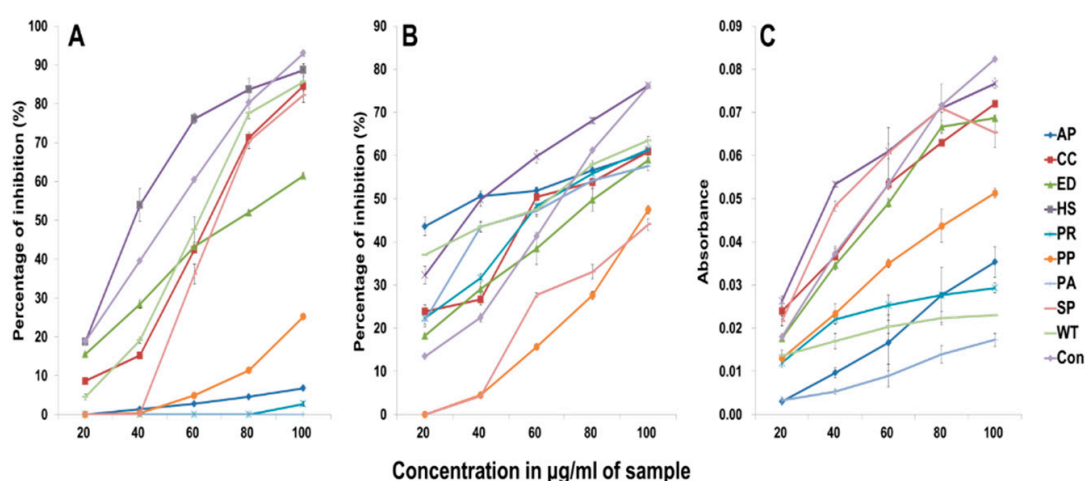 A
B
C
Percentage of inhibition (%)
100
90
80
70
60
50
40
30
20
10
0
20 40 60 80 100
Percentage of inhibition (%)
90
80
70
60
50
40
30
20
10
0
20 40 60 80 100
Absorbance
0.09
0.08
0.07
0.06
0.05
0.04
0.03
0.02
0.01
0.00
20 40 60 80 100
AP
CC
ED
HS
PR
PP
PA
SP
WT
Con
Concentration in µg/ml of sample